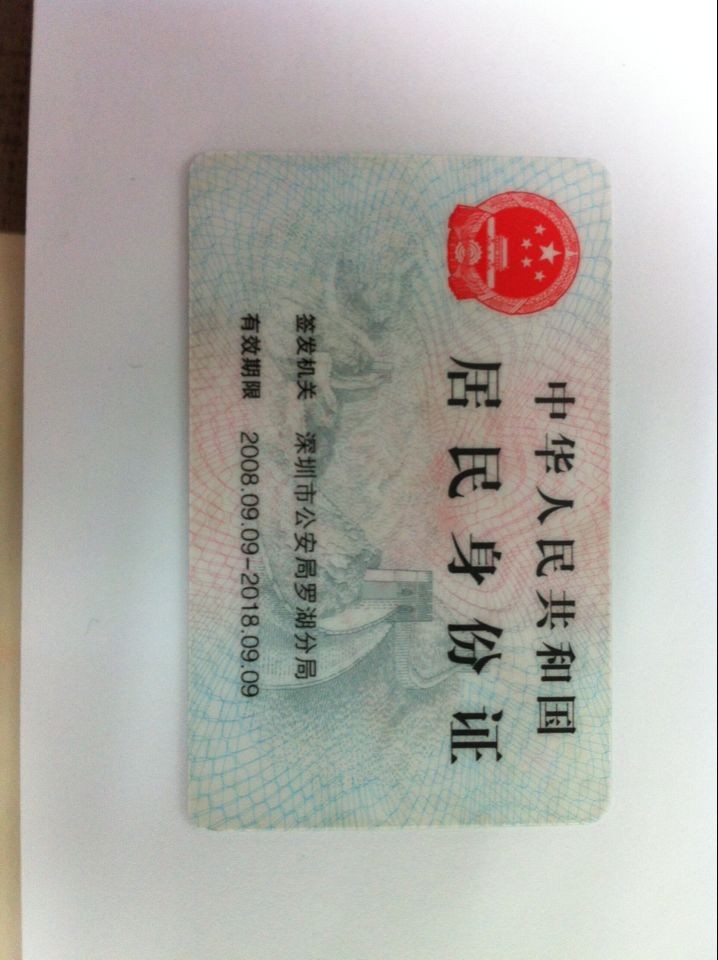 中华人民共和国
居民身份证
签发机关 深圳市公安局罗湖分局
有效期限 2008.09.09-2018.09.09